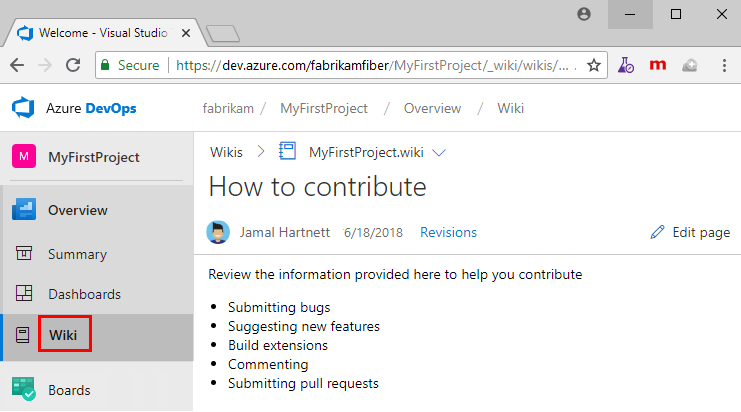 Welcome - Visual Studio
Secure | https://dev.azure.com/fabrikamfiber/MyFirstProject/_wiki/wikis/...
m
Azure DevOps
fabrikam / MyFirstProject / Overview / Wiki
M MyFirstProject
Wikis > MyFirstProject.wiki
How to contribute
Overview
Jamal Hartnett 6/18/2018 Revisions Edit page
Summary
Review the information provided here to help you contribute
Dashboards
• Submitting bugs
• Suggesting new features
Wiki
• Build extensions
• Commenting
• Submitting pull requests
Boards